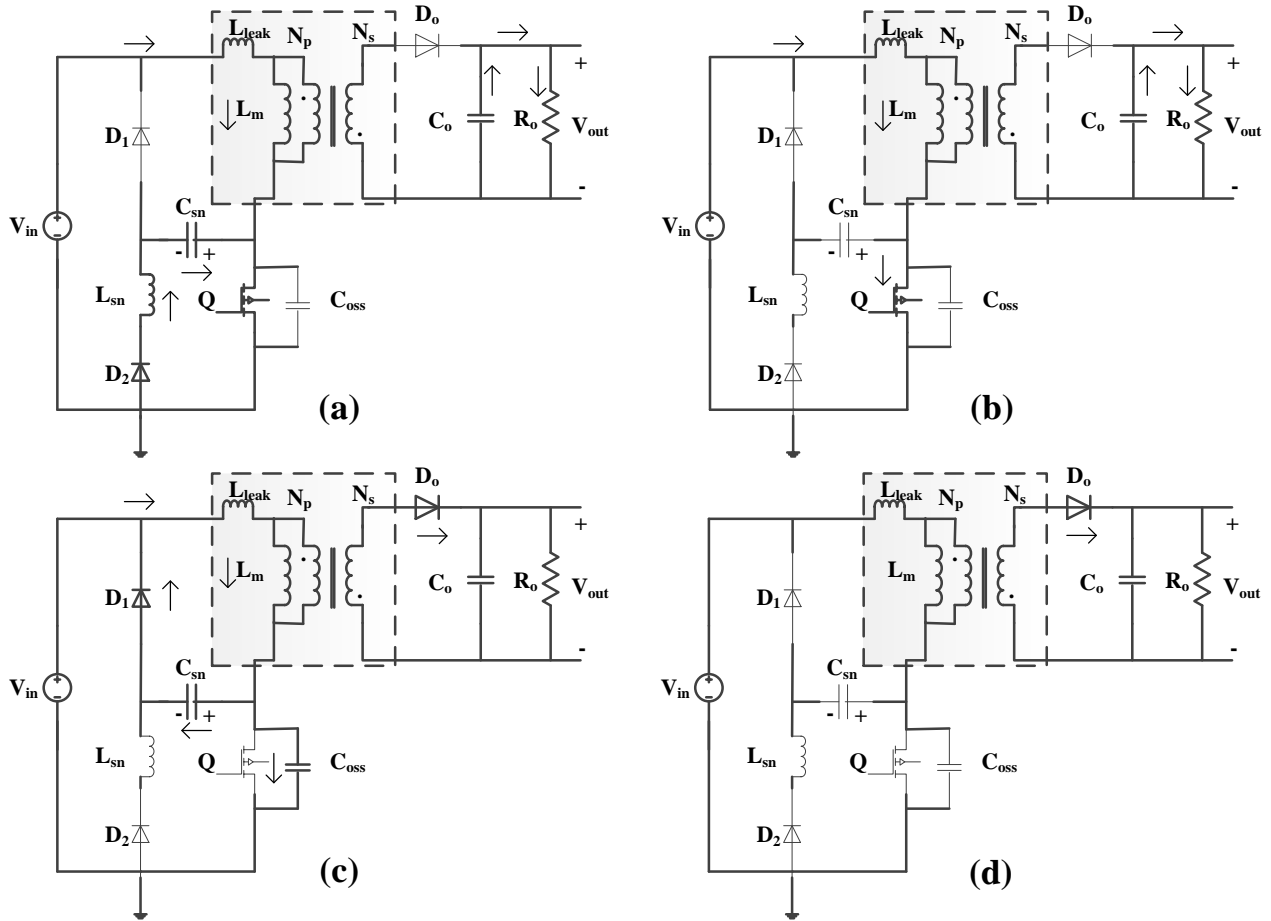 L_leak N_p N_s D_o
+
D_1 L_m C_o R_o V_out
C_sn -
V_in - +
L_sn Q C_oss
D_2
(a)
L_leak N_p N_s D_o
+
D_1 L_m C_o R_o V_out
C_sn -
V_in - +
L_sn Q C_oss
D_2
(b)
L_leak N_p N_s D_o
+
D_1 L_m C_o R_o V_out
C_sn -
V_in - +
L_sn Q C_oss
D_2
(c)
L_leak N_p N_s D_o
+
D_1 L_m C_o R_o V_out
C_sn -
V_in - +
L_sn Q C_oss
D_2
(d)